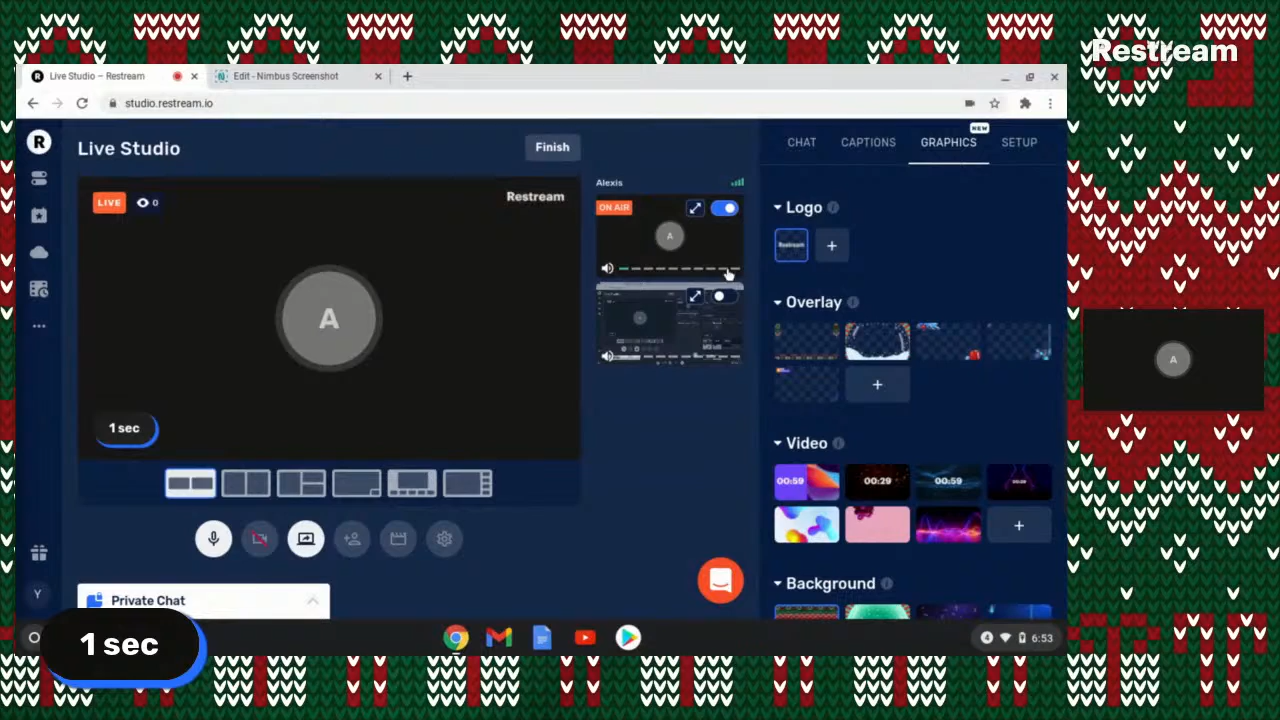 Restream
Live Studio – Restream
Edit - Nimbus Screenshot
studio.restream.io
R
Live Studio
Finish
CHAT
CAPTIONS
GRAPHICS
NEW
SETUP
LIVE
0
Restream
Alexis
ON AIR
A
A
1 sec
Logo
Restream
Overlay
Video
00:59
00:29
00:59
Background
A
Y
Private Chat
1 sec
4
6:53